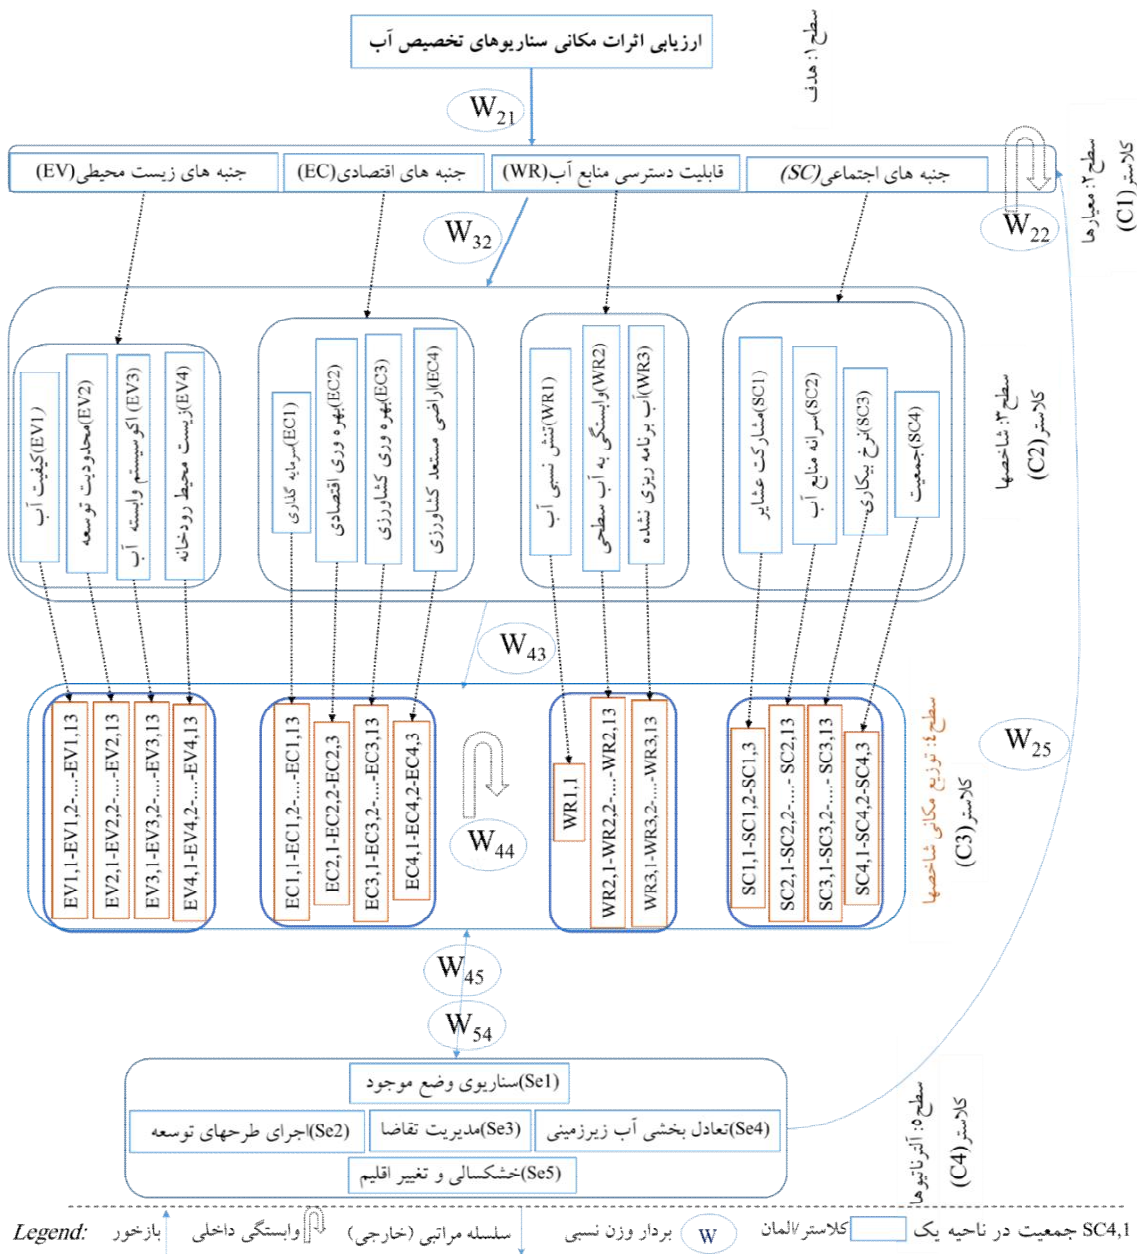 ارزیابی اثرات مکانی سناریوهای تخصیص آب
سطح ۱: هدف
W21
جنبه های اجتماعی(SC)
قابلیت دسترسی منابع آب(WR)
جنبه های اقتصادی(EC)
جنبه های زیست محیطی(EV)
سطح ۲: معیارها
کلاستر(C1)
W22
W32
(SC4)جمعیت
(SC3)نرخ بیکاری
(SC2)سرانه منابع آب
(SC1)مشارکت عشایر
(WR3)آب برنامه ریزی نشده
(WR2)وابستگی به آب سطحی
(WR1)تنش نسبی آب
(EC4)اراضی مستعد کشاورزی
(EC3)بهره وری کشاورزی
(EC2)بهره وری اقتصادی
(EC1)سرمایه گذاری
(EV4)زیست محیط رودخانه
(EV3) اکوسیستم وابسته آب
(EV2)محدودیت توسعه
(EV1)کیفیت آب
سطح ۳: شاخصها
کلاستر(C2)
W43
SC4,1-SC4,2-SC4,3
SC3,1-SC3,2-....- SC3,13
SC2,1-SC2,2-....- SC2,13
SC1,1-SC1,2-SC1,3
WR3,1-WR3,2-....-WR3,13
WR2,1-WR2,2-....-WR2,13
WR1,1
EC4,1-EC4,2-EC4,3
EC3,1-EC3,2-....-EC3,13
EC2,1-EC2,2-EC2,3
EC1,1-EC1,2-....-EC1,13
EV4,1-EV4,2-....-EV4,13
EV3,1-EV3,2-....-EV3,13
EV2,1-EV2,2-....-EV2,13
EV1,1-EV1,2-....-EV1,13
سطح ٤: توزیع مکانی شاخصها
کلاستر(C3)
W44
W25
W45
W54
(Se1)سناریوی وضع موجود
(Se4)تعادل بخشی آب زیرزمینی
(Se3)مدیریت تقاضا
(Se2)اجرای طرحهای توسعه
(Se5)خشکسالی و تغییر اقلیم
سطح ٥: آلترناتیوها
کلاستر(C4)
SC4,1 جمعیت در ناحیه یک
کلاستر/المان
W بردار وزن نسبی
سلسله مراتبی (خارجی)
وابستگی داخلی
بازخور
Legend: